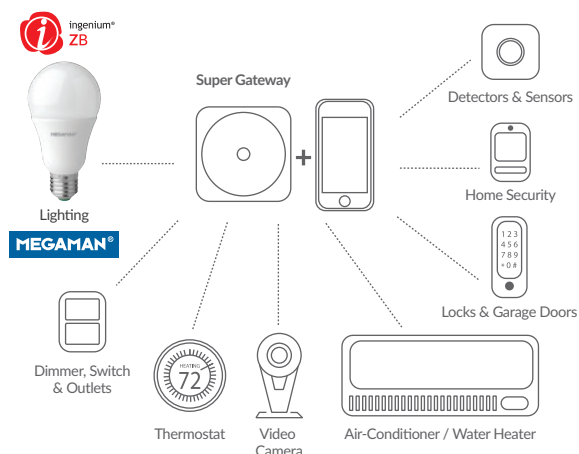 ingenium®
ZB
Super Gateway
MEGAMAN
Lighting
MEGAMAN®
Detectors & Sensors
Home Security
1 2 3
4 5 6
7 8 9
* 0 #
Locks & Garage Doors
Dimmer, Switch
& Outlets
HEATING
72
Thermostat
Video
Camera
Air-Conditioner / Water Heater